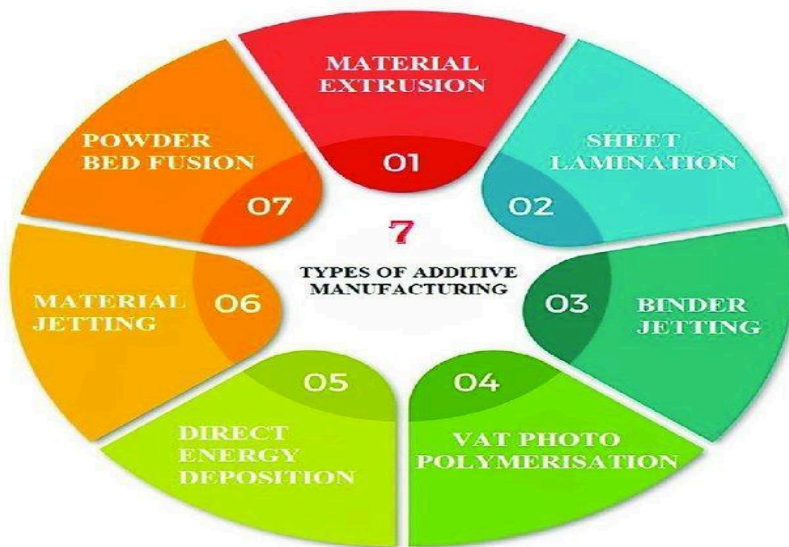 MATERIAL
EXTRUSION
01
SHEET
LAMINATION
02
BINDER
JETTING
03
VAT PHOTO
POLYMERISATION
04
DIRECT
ENERGY
DEPOSITION
05
MATERIAL
JETTING
06
POWDER
BED FUSION
07
7
TYPES OF ADDITIVE
MANUFACTURING